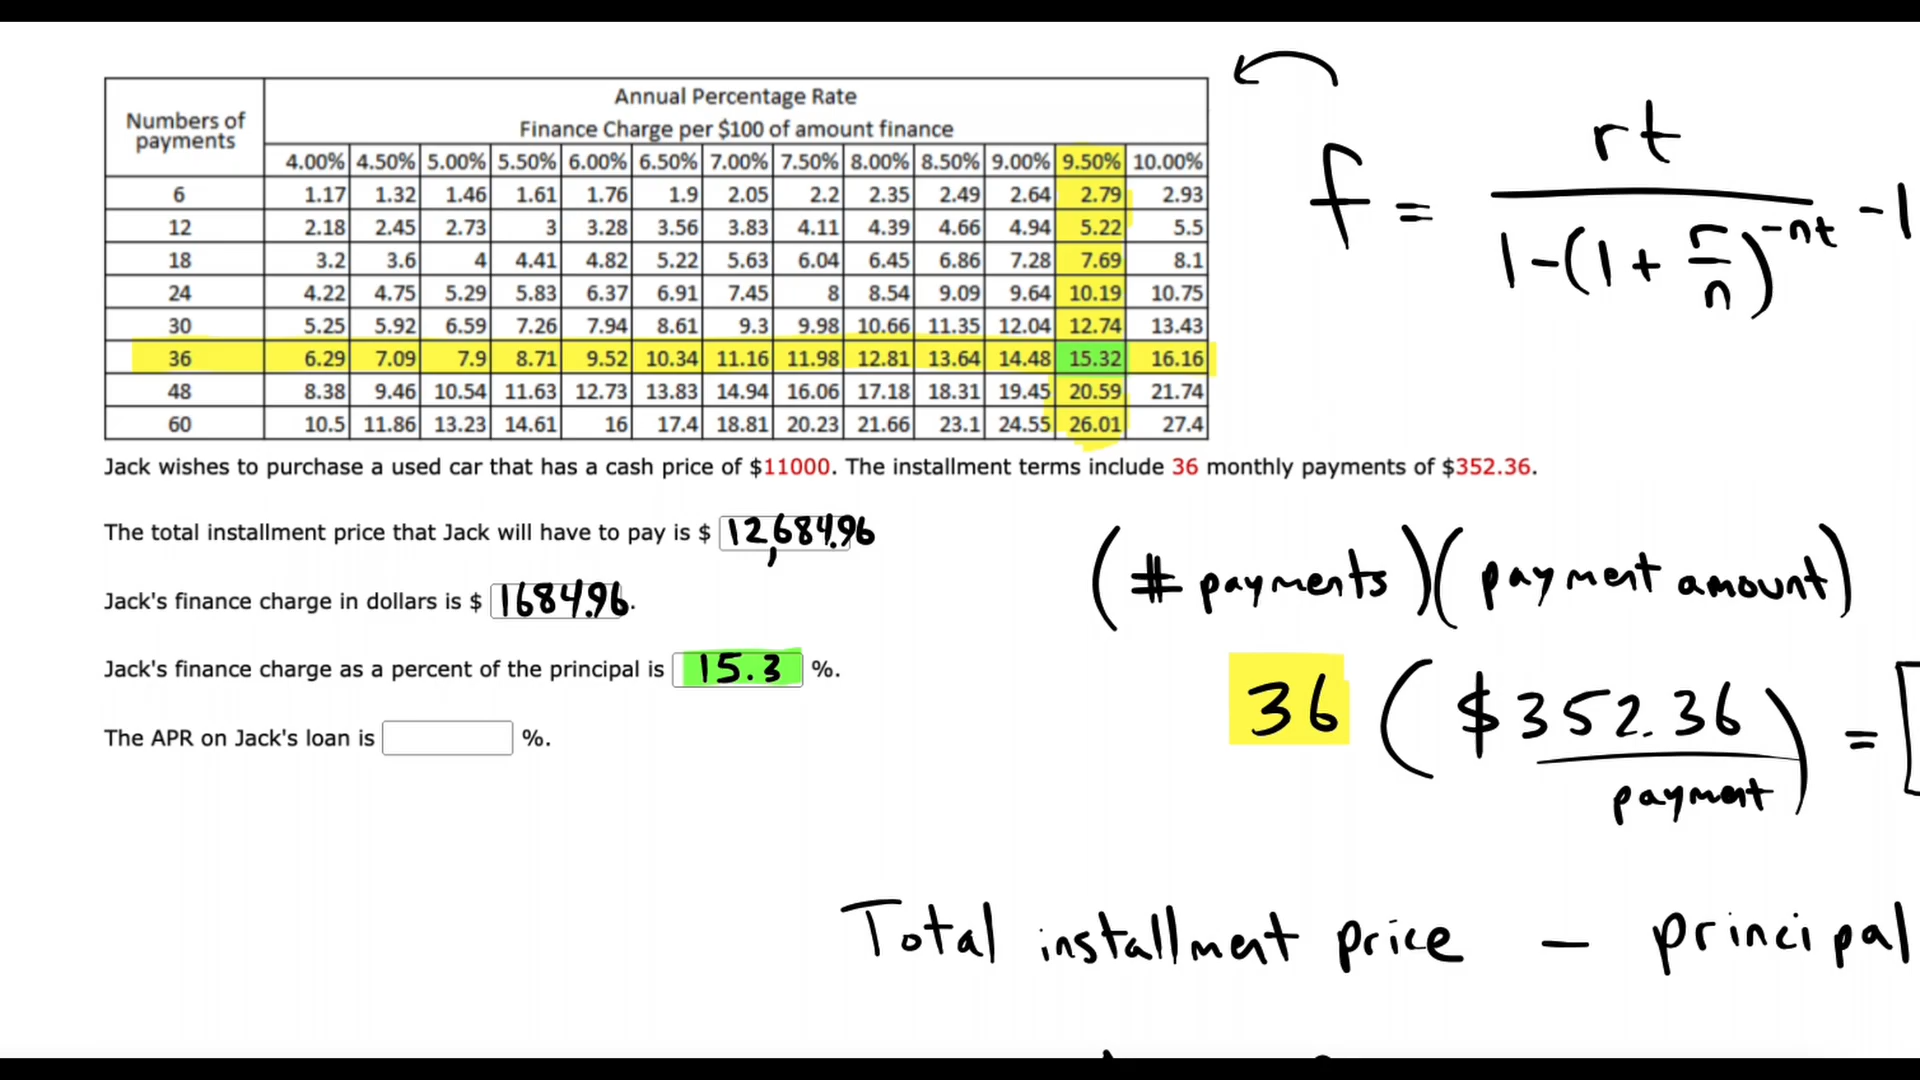 Annual Percentage Rate
Numbers of payments Finance Charge per $100 of amount finance
4.00% 4.50% 5.00% 5.50% 6.00% 6.50% 7.00% 7.50% 8.00% 8.50% 9.00% 9.50% 10.00%
6 1.17 1.32 1.46 1.61 1.76 1.9 2.05 2.2 2.35 2.49 2.64 2.79 2.93
12 2.18 2.45 2.73 3 3.28 3.56 3.83 4.11 4.39 4.66 4.94 5.22 5.5
18 3.2 3.6 4 4.41 4.82 5.22 5.63 6.04 6.45 6.86 7.28 7.69 8.1
24 4.22 4.75 5.29 5.83 6.37 6.91 7.45 8 8.54 9.09 9.64 10.19 10.75
30 5.25 5.92 6.59 7.26 7.94 8.61 9.3 9.98 10.66 11.35 12.04 12.74 13.43
36 6.29 7.09 7.9 8.71 9.52 10.34 11.16 11.98 12.81 13.64 14.48 15.32 16.16
48 8.38 9.46 10.54 11.63 12.73 13.83 14.94 16.06 17.18 18.31 19.45 20.59 21.74
60 10.5 11.86 13.23 14.61 16 17.4 18.81 20.23 21.66 23.1 24.55 26.01 27.4
f = rt / 1-(1 + r/n)^-nt - 1
Jack wishes to purchase a used car that has a cash price of $11000. The installment terms include 36 monthly payments of $352.36.
The total installment price that Jack will have to pay is $ 12,684.96
Jack's finance charge in dollars is $ 1684.96.
Jack's finance charge as a percent of the principal is 15.3 %.
The APR on Jack's loan is %.
(# payments)(payment amount)
36 ($352.36 / payment) =
Total installment price - principal